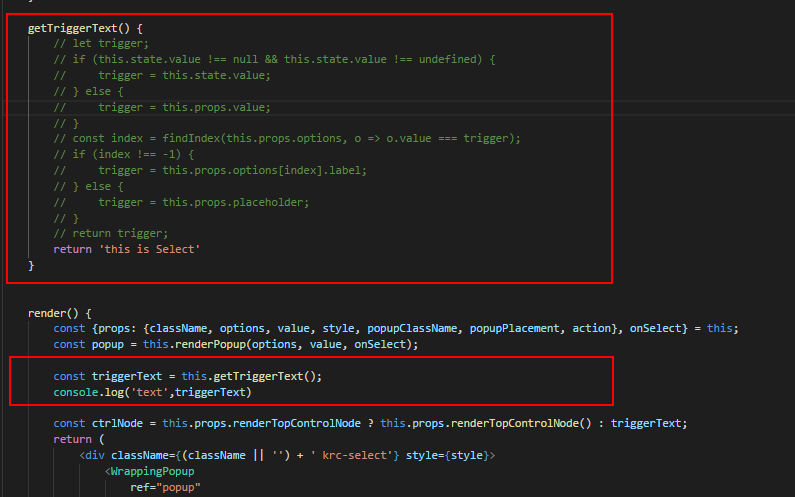 getTriggerText() {
// let trigger;
// if (this.state.value !== null && this.state.value !== undefined) {
//     trigger = this.state.value;
// } else {
//     trigger = this.props.value;
// }
// const index = findIndex(this.props.options, o => o.value === trigger);
// if (index !== -1) {
//     trigger = this.props.options[index].label;
// } else {
//     trigger = this.props.placeholder;
// }
// return trigger;
return 'this is Select'
}
render() {
const {props: {className, options, value, style, popupClassName, popupPlacement, action}, onSelect} = this;
const popup = this.renderPopup(options, value, onSelect);
const triggerText = this.getTriggerText();
console.log('text',triggerText)
const ctrlNode = this.props.renderTopControlNode ? this.props.renderTopControlNode() : triggerText;
return (
<div className={(className || '') + ' krc-select'} style={style}>
<WrappingPopup
ref="popup"